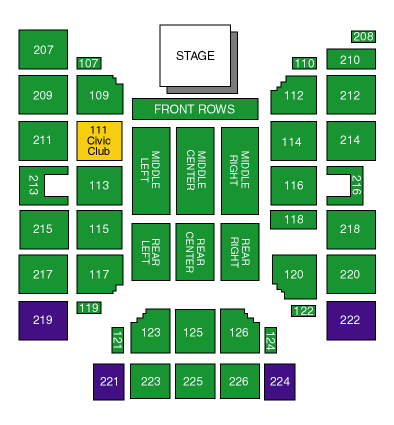 STAGE
208
207
107
110
210
209
109
112
212
FRONT ROWS
211
111
Civic
Club
MIDDLE
LEFT
MIDDLE
CENTER
MIDDLE
RIGHT
114
214
213
113
116
216
215
115
118
218
REAR
LEFT
REAR
CENTER
REAR
RIGHT
217
117
120
220
219
119
122
222
121
123
125
126
124
221
223
225
226
224